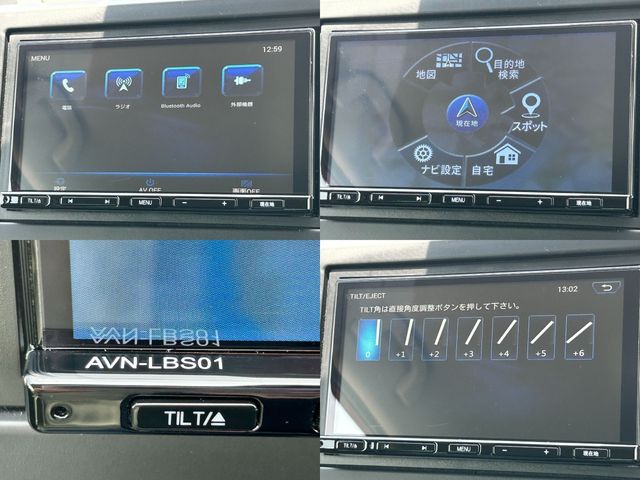 12:59
MENU
電話
ラジオ
Bluetooth Audio
外部機器
設定
AV OFF
画面OFF
TILT/⏏
MENU
−
+
現在地
地図
目的地
検索
現在地
スポット
ナビ設定
自宅
TILT/⏏
MENU
−
+
現在地
AVN-LBS01
TILT/⏏
TILT/EJECT
13:02
TILT角は直接角度調整ボタンを押して下さい。
0
+1
+2
+3
+4
+5
+6
TILT/⏏
MENU
−
+
現在地